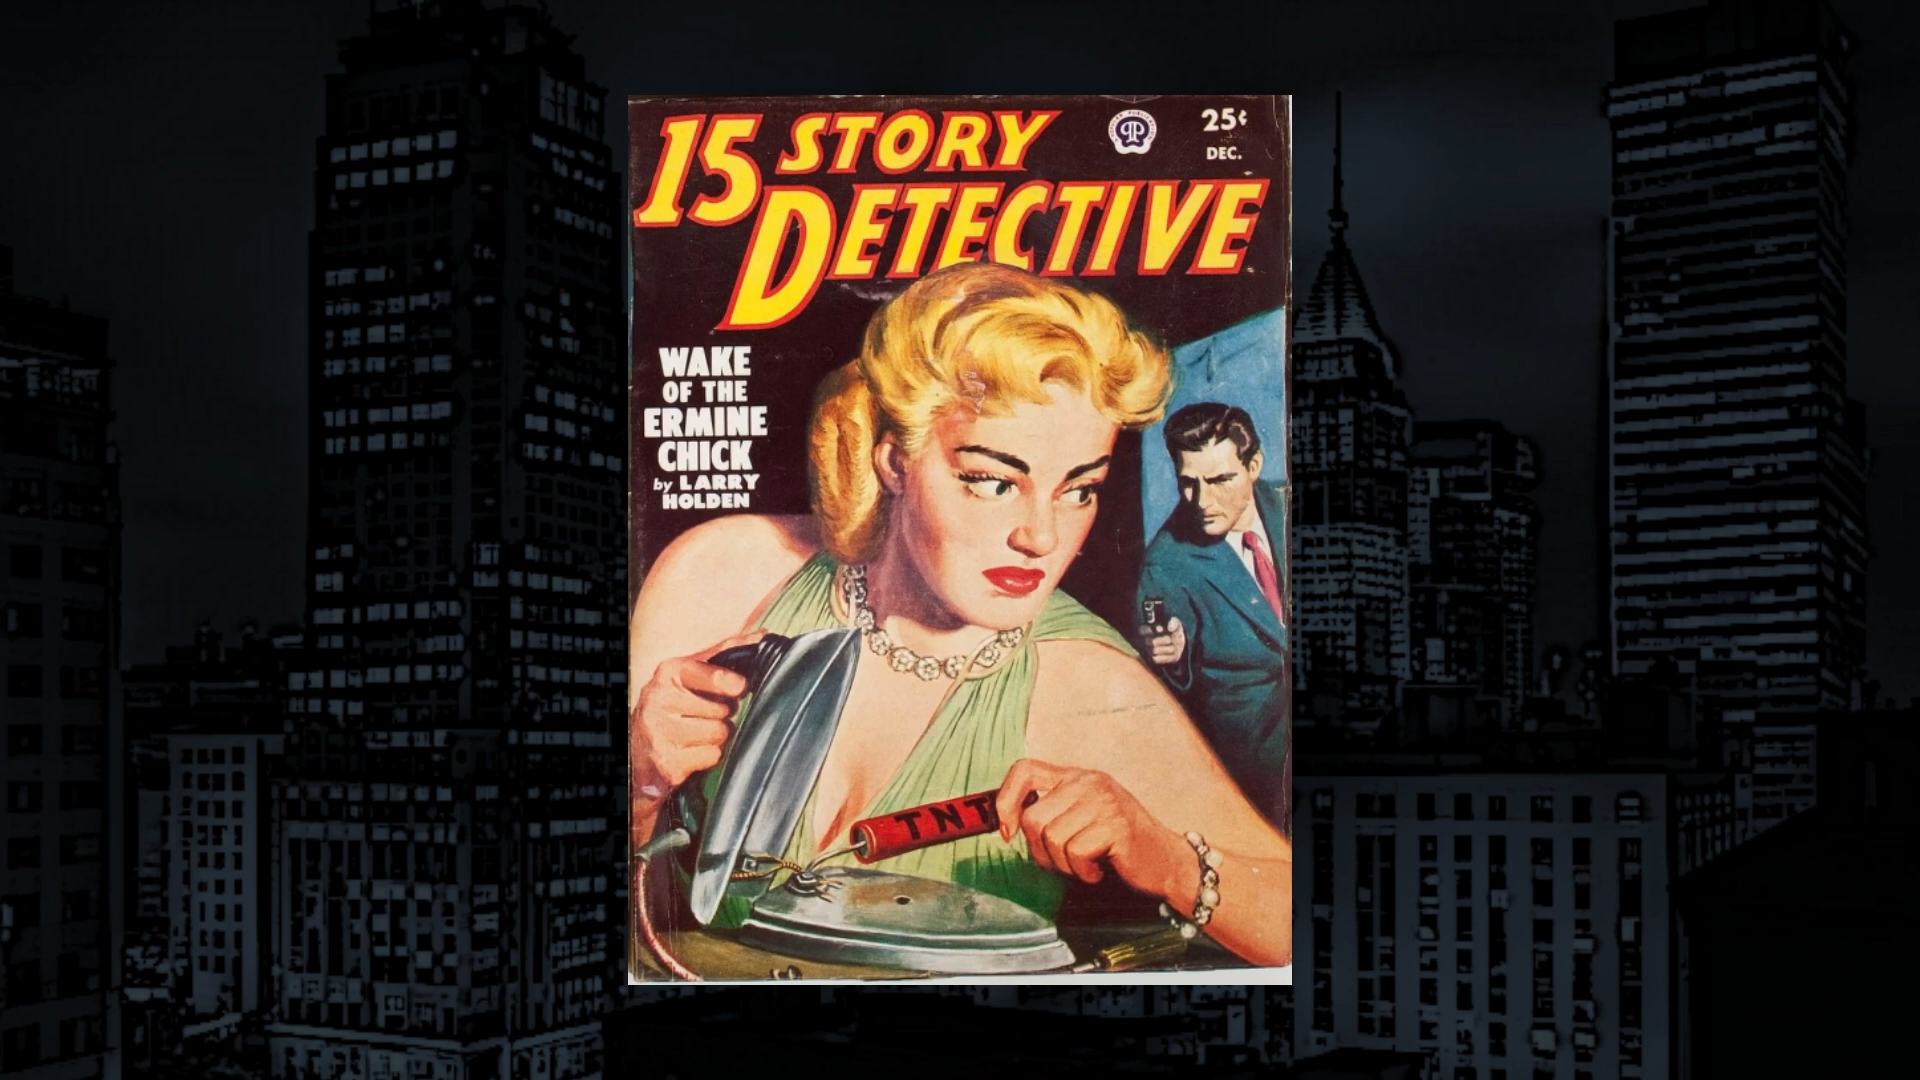 15 STORY
DETECTIVE
25¢
DEC.
WAKE
OF THE
ERMINE
CHICK
by LARRY
HOLDEN
TNT